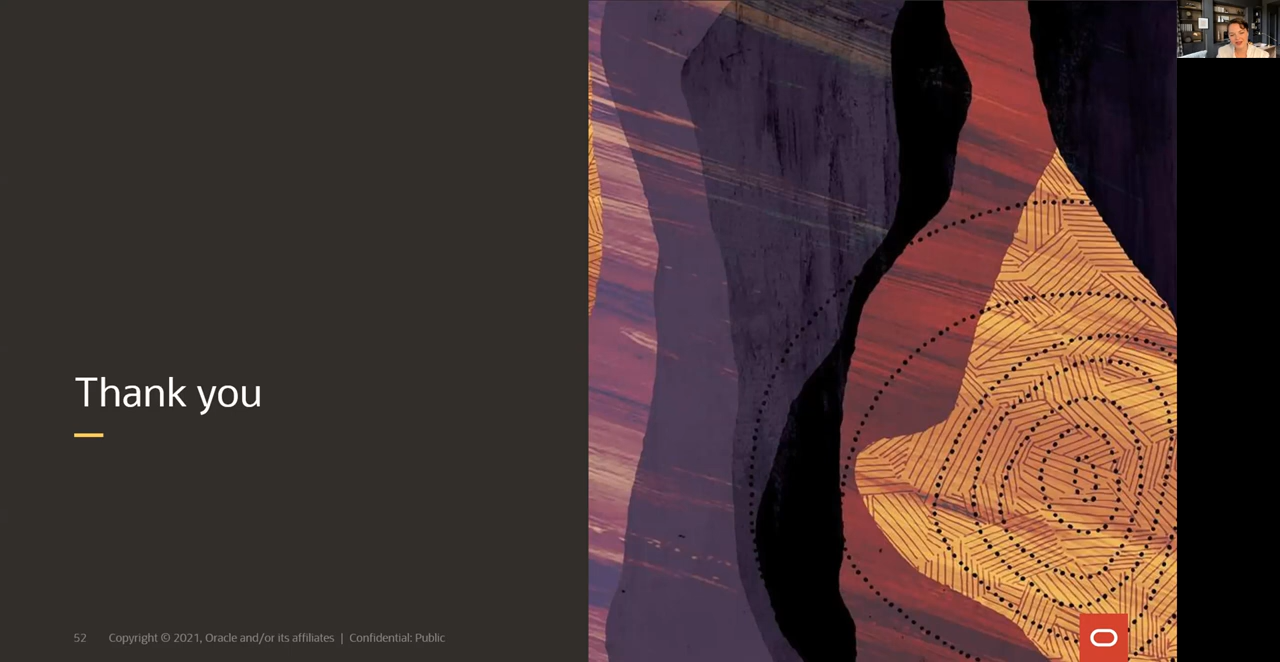 Thank you
52 Copyright © 2021, Oracle and/or its affiliates | Confidential: Public